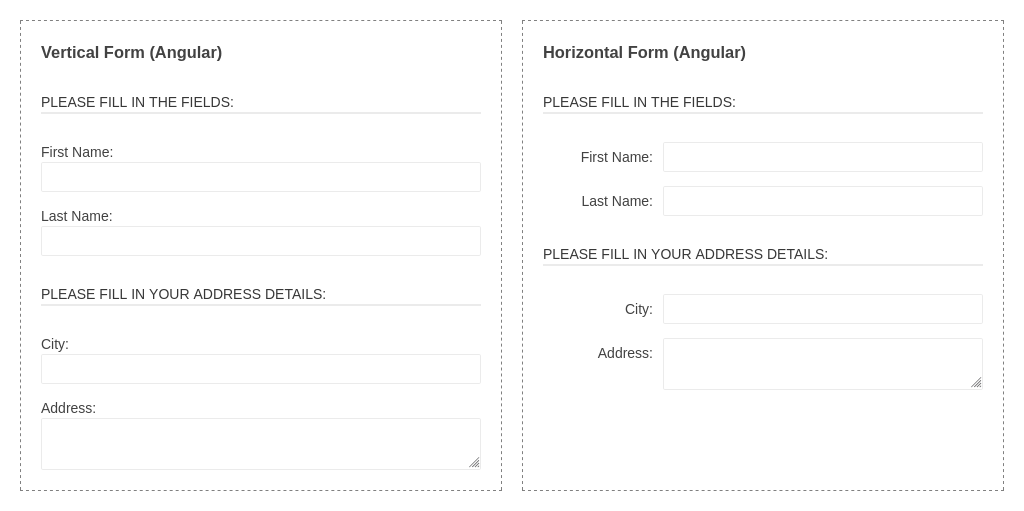 Vertical Form (Angular)
PLEASE FILL IN THE FIELDS:
First Name:
Last Name:
PLEASE FILL IN YOUR ADDRESS DETAILS:
City:
Address:
Horizontal Form (Angular)
PLEASE FILL IN THE FIELDS:
First Name:
Last Name:
PLEASE FILL IN YOUR ADDRESS DETAILS:
City:
Address: